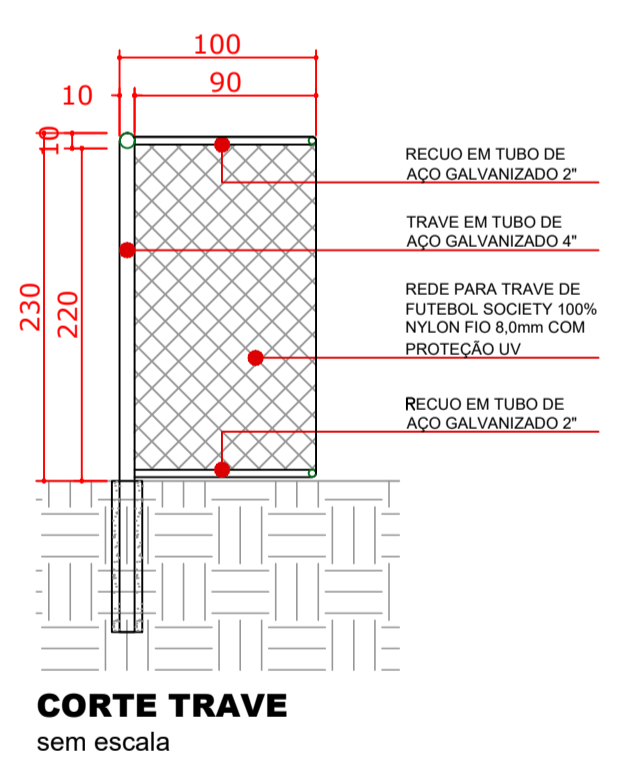 100
90
10
10
RECUO EM TUBO DE
AÇO GALVANIZADO 2"
TRAVE EM TUBO DE
AÇO GALVANIZADO 4"
230
220
REDE PARA TRAVE DE
FUTEBOL SOCIETY 100%
NYLON FIO 8,0mm COM
PROTEÇÃO UV
RECUO EM TUBO DE
AÇO GALVANIZADO 2"
CORTE TRAVE
sem escala